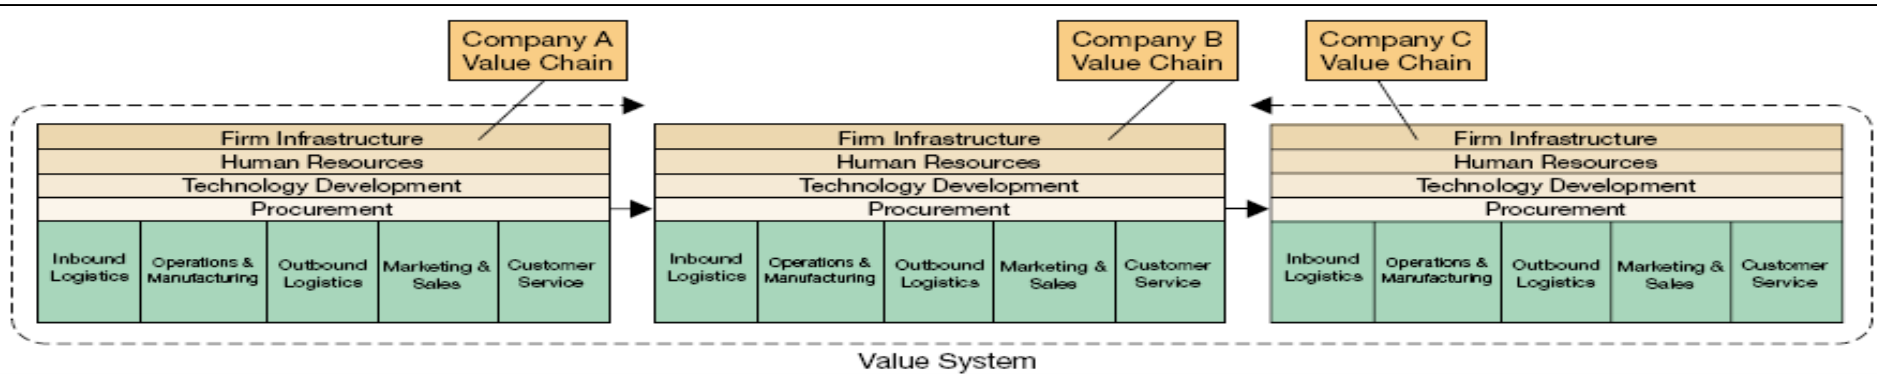 Company A
Value Chain
Company B
Value Chain
Company C
Value Chain
Firm Infrastructure
Human Resources
Technology Development
Procurement
Inbound
Logistics
Operations &
Manufacturing
Outbound
Logistics
Marketing &
Sales
Customer
Service
Firm Infrastructure
Human Resources
Technology Development
Procurement
Inbound
Logistics
Operations &
Manufacturing
Outbound
Logistics
Marketing &
Sales
Customer
Service
Firm Infrastructure
Human Resources
Technology Development
Procurement
Inbound
Logistics
Operations &
Manufacturing
Outbound
Logistics
Marketing &
Sales
Customer
Service
Value System